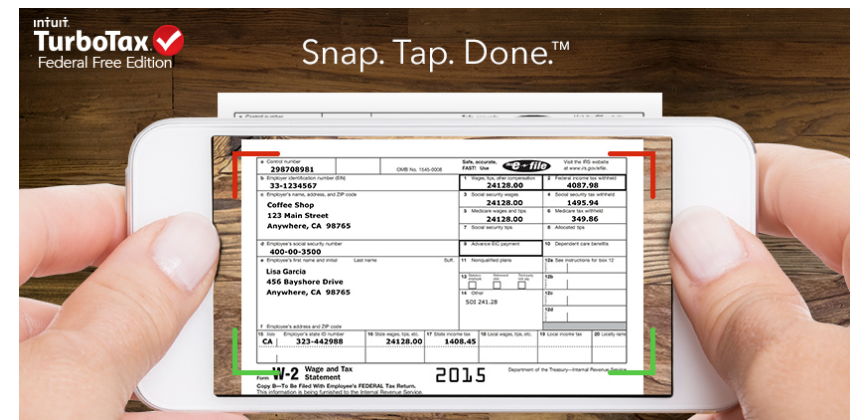 ıntuıt
TurboTax
Federal Free Edition
Snap. Tap. Done.™
a Control number
298708981
OMB No. 1545-0008
Safe, accurate,
FAST! Use
e-file
Visit the IRS website
at www.irs.gov/efile.
b Employer identification number (EIN)
33-1234567
1 Wages, tips, other compensation
24128.00
2 Federal income tax withheld
4087.98
c Employer's name, address, and ZIP code
Coffee Shop
123 Main Street
Anywhere, CA 98765
3 Social security wages
24128.00
4 Social security tax withheld
1495.94
5 Medicare wages and tips
24128.00
6 Medicare tax withheld
349.86
7 Social security tips
8 Allocated tips
d Employee's social security number
400-00-3500
9 Advance EIC payment
10 Dependent care benefits
e Employee's first name and initial Last name Suff.
Lisa Garcia
456 Bayshore Drive
Anywhere, CA 98765
11 Nonqualified plans
12a See instructions for box 12
13
12b
14 Other
SDI 241.28
12c
12d
f Employee's address and ZIP code
15 State Employer's state ID number
CA 323-442988
16 State wages, tips, etc.
24128.00
17 State income tax
1408.45
18 Local wages, tips, etc.
19 Local income tax
20 Locality name
Form W-2 Wage and Tax
Statement
2015
Department of the Treasury—Internal Revenue Service
Copy B—To Be Filed With Employee's FEDERAL Tax Return.
This information is being furnished to the Internal Revenue Service.